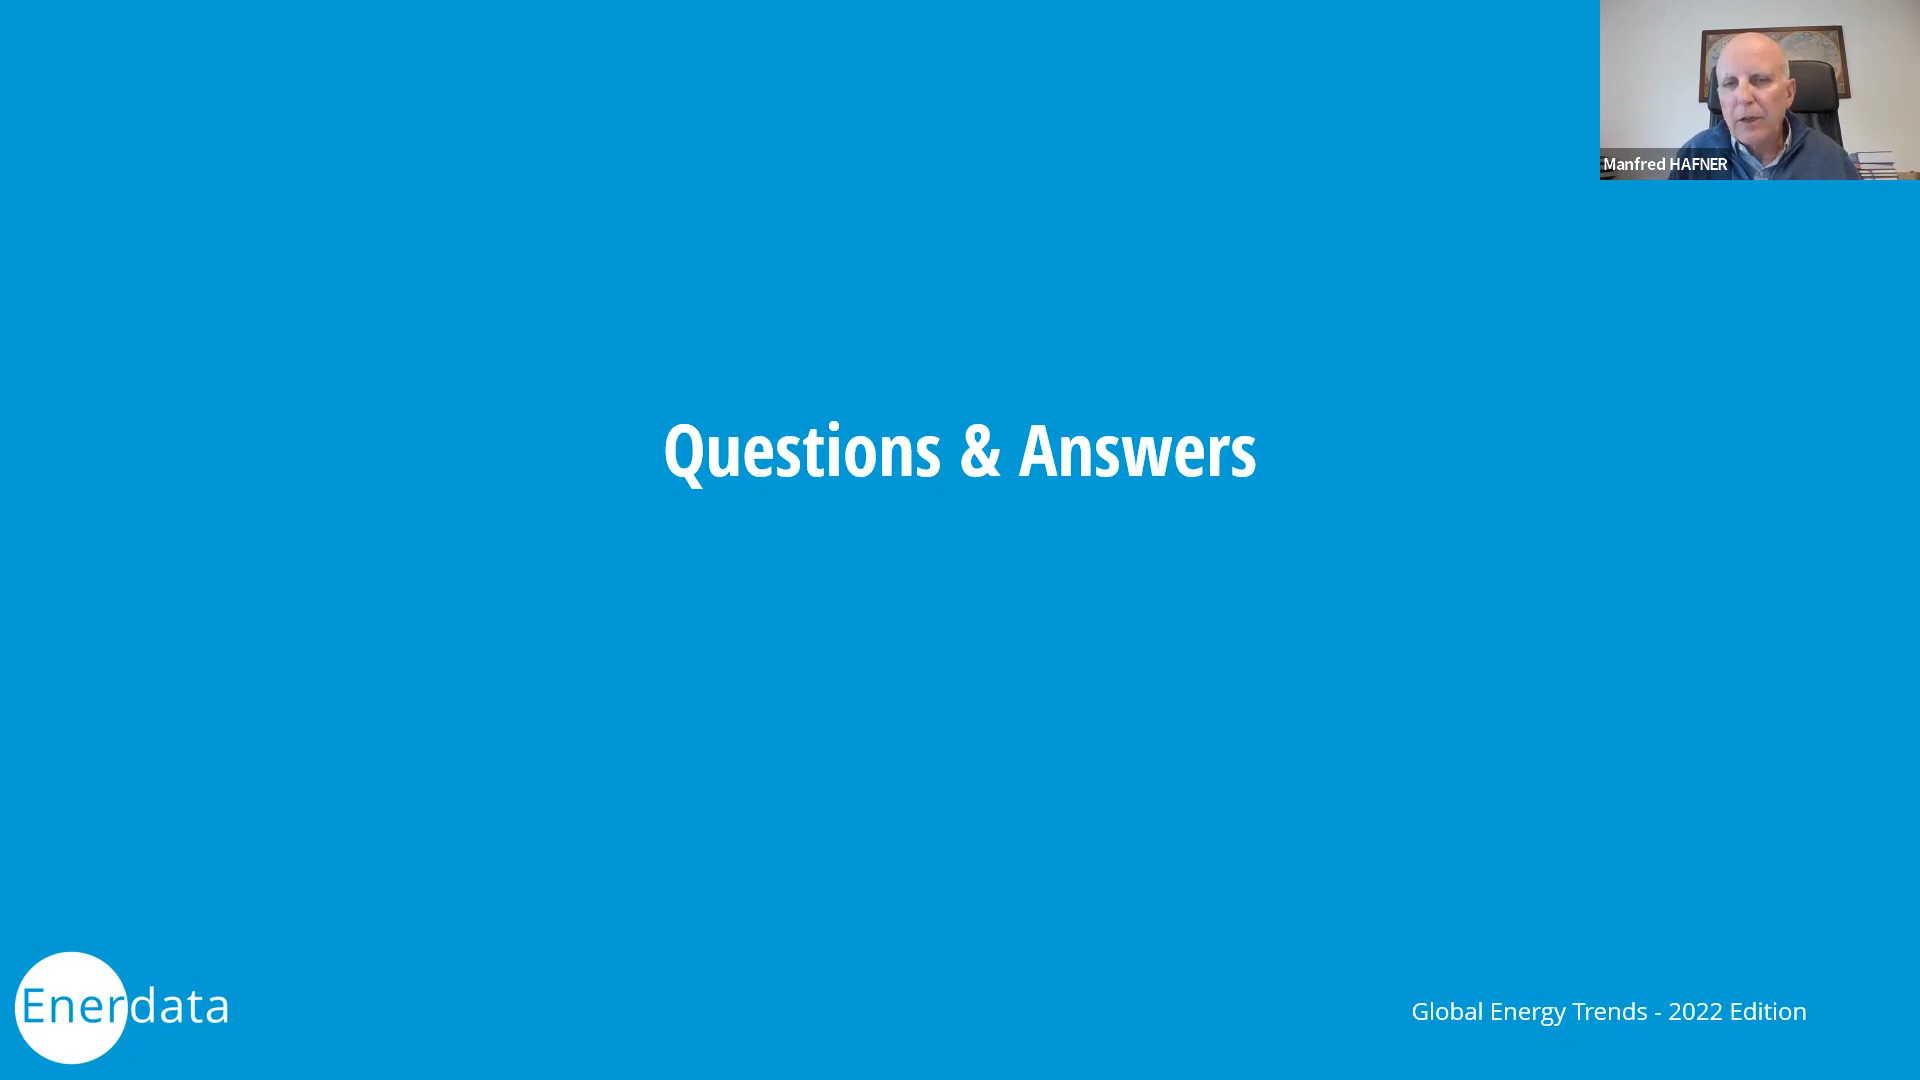 Manfred HAFNER
Questions & Answers
Enerdata
Global Energy Trends - 2022 Edition